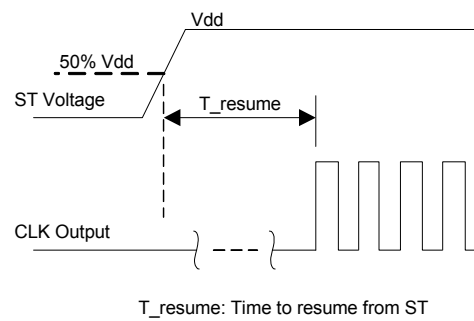 Vdd
50% Vdd
ST Voltage
T_resume
CLK Output
T_resume: Time to resume from ST